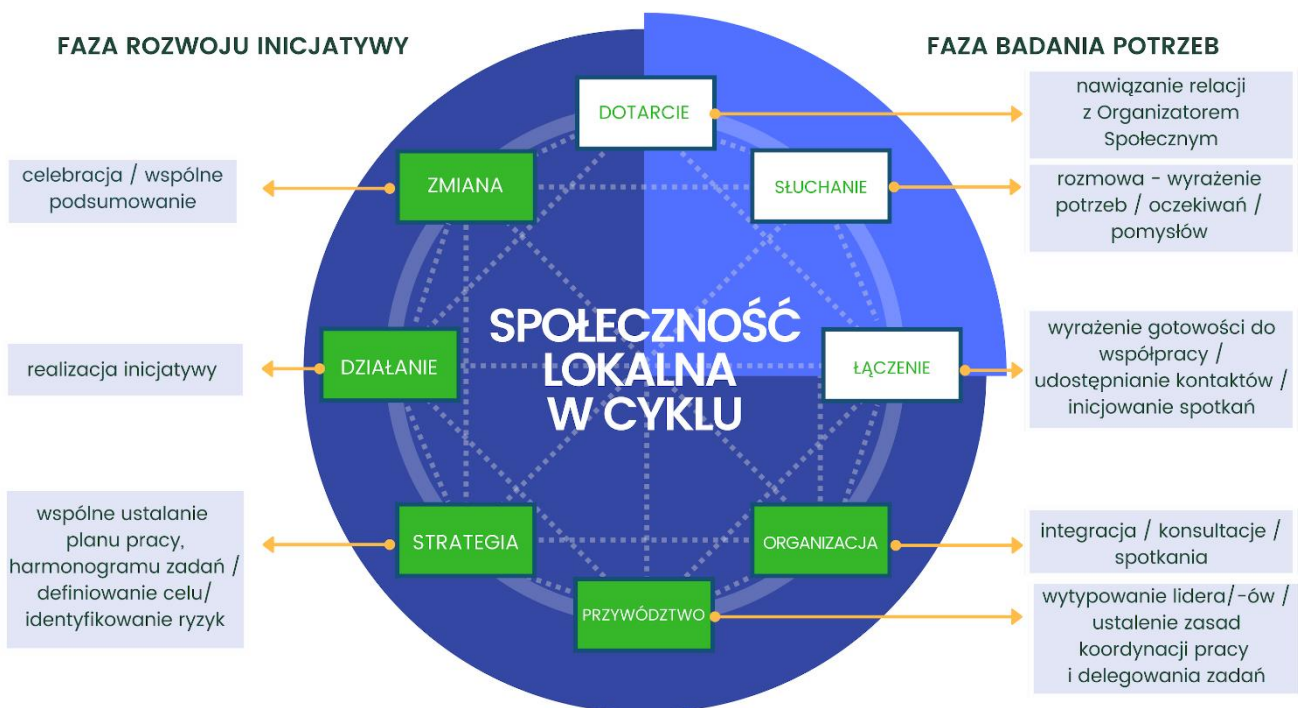 FAZA ROZWOJU INICJATYWY
FAZA BADANIA POTRZEB
DOTARCIE
nawiązanie relacji
z Organizatorem
Społecznym
SŁUCHANIE
rozmowa - wyrażenie
potrzeb / oczekiwań /
pomysłów
ŁĄCZENIE
wyrażenie gotowości do
współpracy /
udostępnianie kontaktów /
inicjowanie spotkań
ORGANIZACJA
integracja / konsultacje /
spotkania
PRZYWÓDZTWO
wytypowanie lidera/-ów /
ustalenie zasad
koordynacji pracy
i delegowania zadań
STRATEGIA
wspólne ustalanie
planu pracy,
harmonogramu zadań /
definiowanie celu/
identyfikowanie ryzyk
DZIAŁANIE
realizacja inicjatywy
ZMIANA
celebracja / wspólne
podsumowanie
SPOŁECZNOŚĆ
LOKALNA
W CYKLU